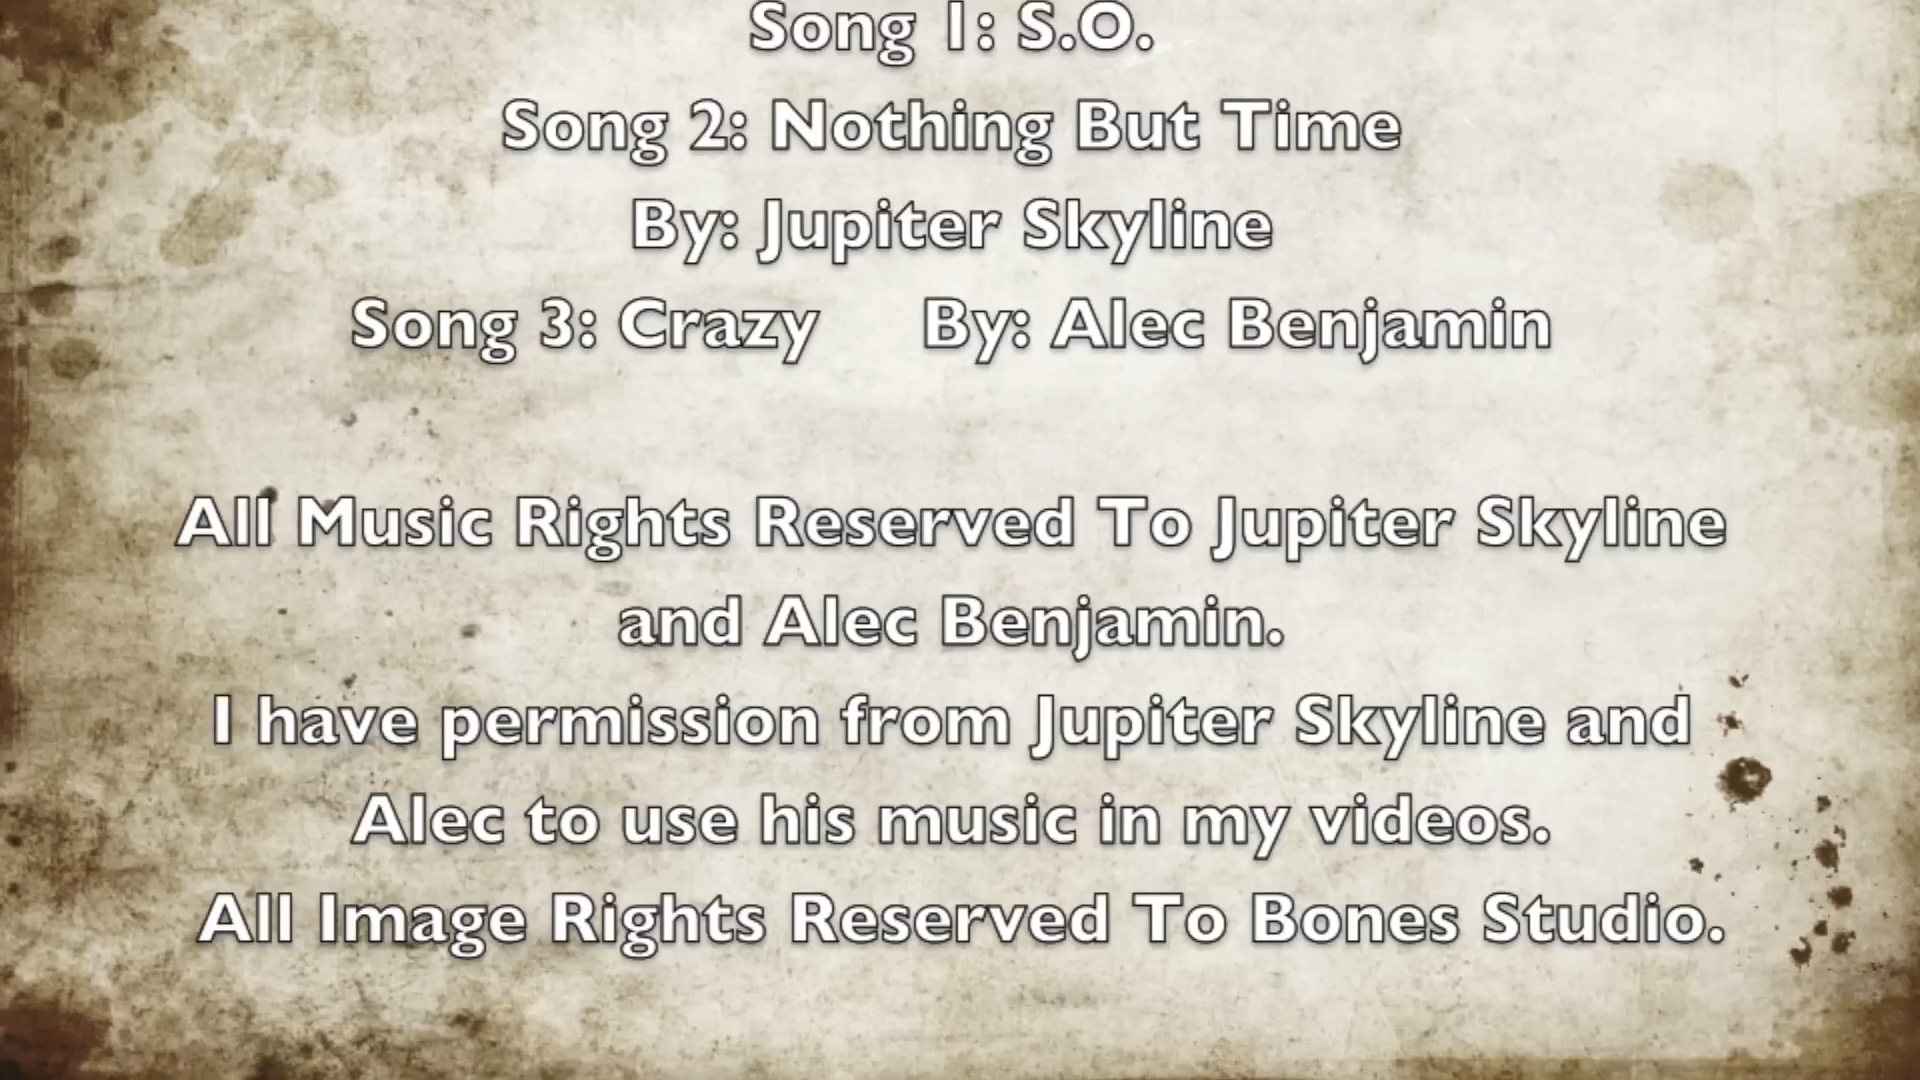 Song 1: S.O.
Song 2: Nothing But Time
By: Jupiter Skyline
Song 3: Crazy By: Alec Benjamin
All Music Rights Reserved To Jupiter Skyline
and Alec Benjamin.
I have permission from Jupiter Skyline and
Alec to use his music in my videos.
All Image Rights Reserved To Bones Studio.